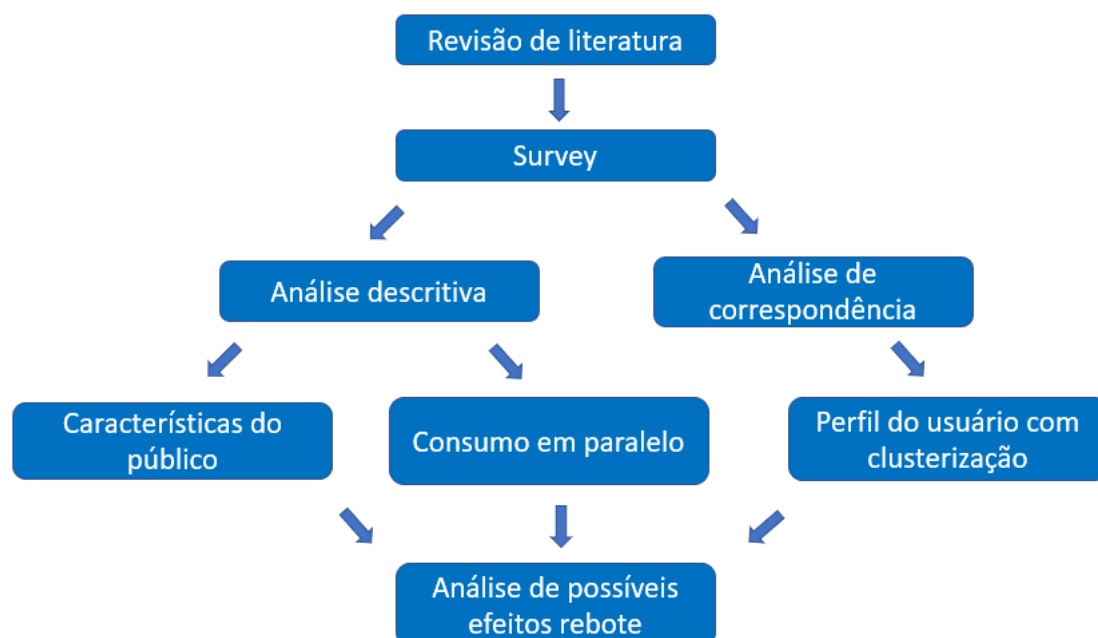 Revisão de literatura
Survey
Análise descritiva
Análise de
correspondência
Características do
público
Consumo em paralelo
Perfil do usuário com
clusterização
Análise de possíveis
efeitos rebote